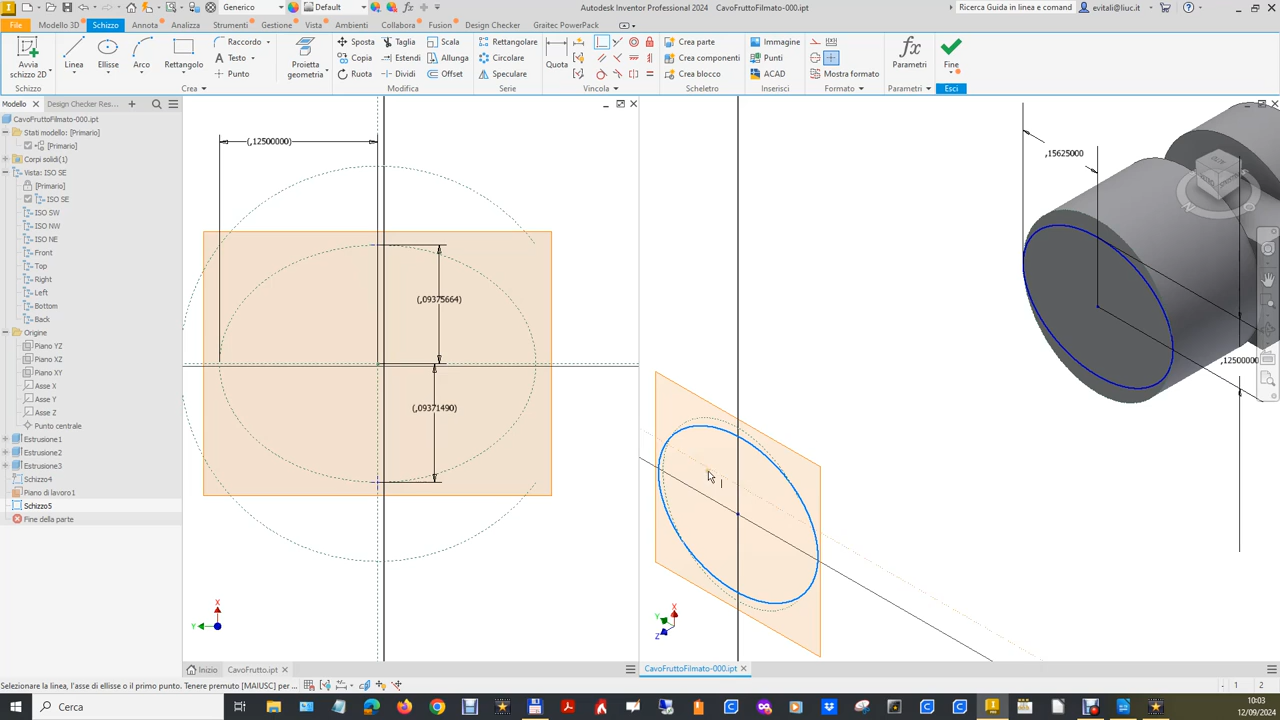 Generico
Default
Autodesk Inventor Professional 2024 CavoFruttoFilmato-000.ipt
Ricerca Guida in linea e comandi
evitali@liuc.it
File
Modello 3D
Schizzo
Annota
Analizza
Strumenti
Gestione
Vista
Ambienti
Collabora
Fusion
Design Checker
Graitec PowerPack
Avvia
schizzo 2D
Linea
Ellisse
Arco
Rettangolo
Raccordo
Testo
Punto
Proietta
geometria
Sposta
Copia
Ruota
Taglia
Estendi
Dividi
Scala
Allunga
Offset
Rettangolare
Circolare
Speculare
Quota
Crea parte
Crea componente
Crea blocco
Immagine
Punti
ACAD
Mostra formato
Parametri
Fine
Crea
Modifica
Serie
Vincola
Scheletro
Inserisci
Formato
Parametri
Esci
Modello
Design Checker Res...
CavoFruttoFilmato-000.ipt
Stati modello: [Primario]
[Primario]
Corpi solidi(1)
Vista: ISO SE
[Primario]
ISO SE
ISO SW
ISO NW
ISO NE
Front
Top
Right
Left
Bottom
Back
Origine
Piano YZ
Piano XZ
Piano XY
Asse X
Asse Y
Asse Z
Punto centrale
Estrusione1
Estrusione2
Estrusione3
Schizzo4
Piano di lavoro1
Schizzo5
Fine della parte
(,12500000)
(,09375664)
(,09371490)
X
Y
,15625000
,12500000
X
Y
Z
Inizio
CavoFrutto.ipt
CavoFruttoFilmato-000.ipt
Selezionare la linea, l'asse di ellisse o il primo punto. Tenere premuto [MAIUSC] per ...
1
2
Cerca
10:03
12/09/2024